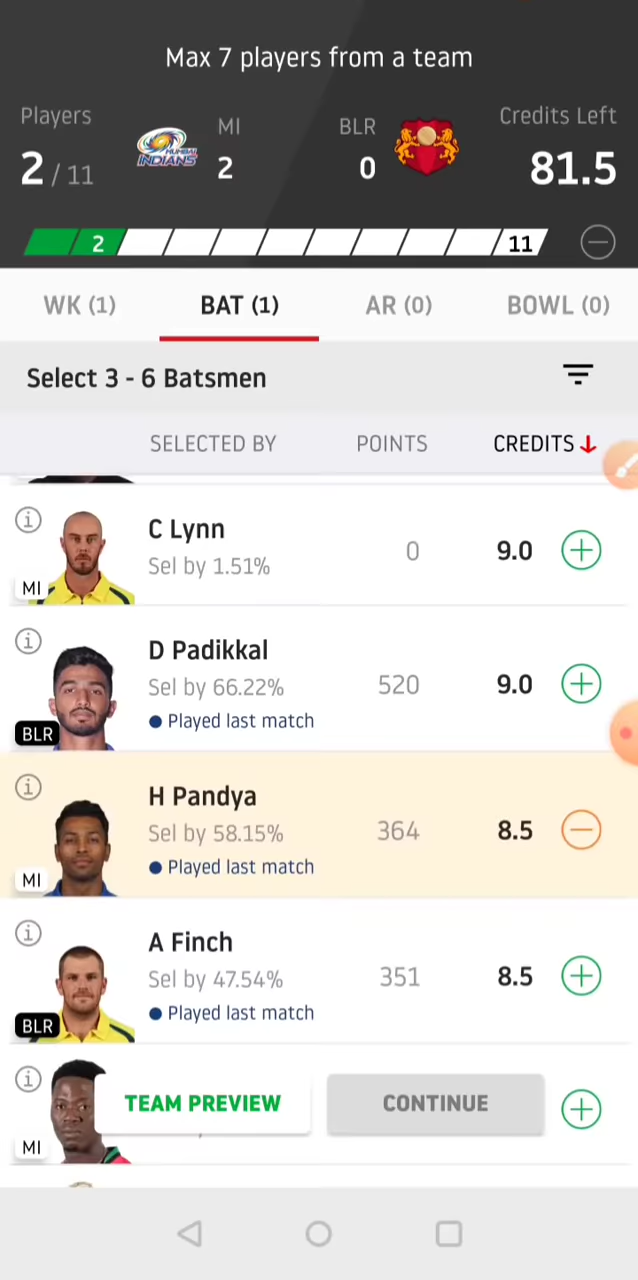 Max 7 players from a team
Players
MI
BLR
Credits Left
2 / 11
MUMBAI INDIANS
2
0
81.5
2
11
WK (1)
BAT (1)
AR (0)
BOWL (0)
Select 3 - 6 Batsmen
SELECTED BY
POINTS
CREDITS
C Lynn
Sel by 1.51%
0
9.0
MI
D Padikkal
Sel by 66.22%
520
9.0
Played last match
BLR
H Pandya
Sel by 58.15%
364
8.5
Played last match
MI
A Finch
Sel by 47.54%
351
8.5
Played last match
BLR
TEAM PREVIEW
CONTINUE
MI